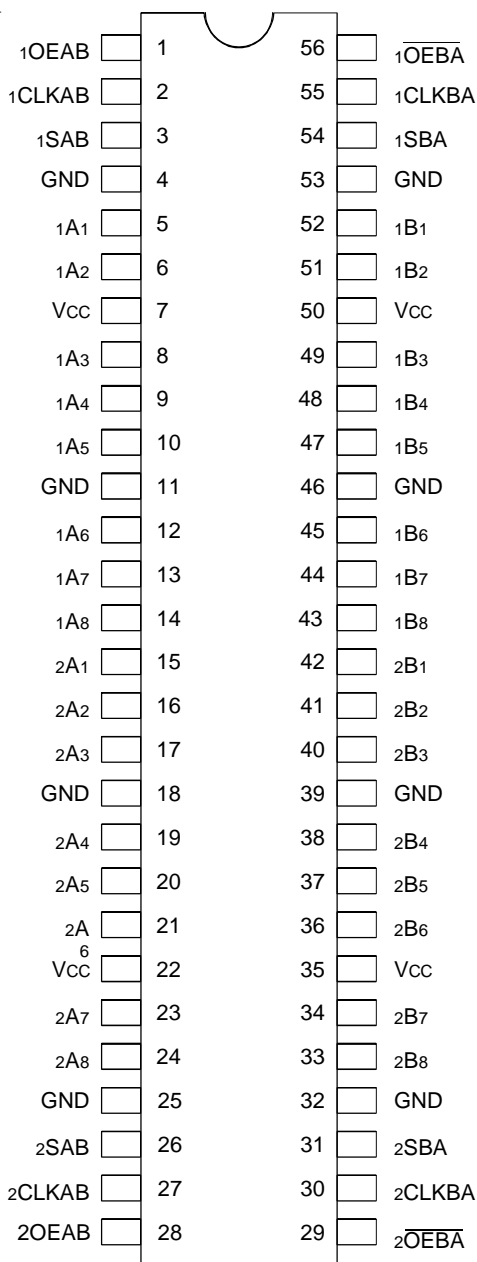 1OEAB 1 56 1OEBA
1CLKAB 2 55 1CLKBA
1SAB 3 54 1SBA
GND 4 53 GND
1A1 5 52 1B1
1A2 6 51 1B2
VCC 7 50 VCC
1A3 8 49 1B3
1A4 9 48 1B4
1A5 10 47 1B5
GND 11 46 GND
1A6 12 45 1B6
1A7 13 44 1B7
1A8 14 43 1B8
2A1 15 42 2B1
2A2 16 41 2B2
2A3 17 40 2B3
GND 18 39 GND
2A4 19 38 2B4
2A5 20 37 2B5
2A6 21 36 2B6
VCC 22 35 VCC
2A7 23 34 2B7
2A8 24 33 2B8
GND 25 32 GND
2SAB 26 31 2SBA
2CLKAB 27 30 2CLKBA
2OEAB 28 29 2OEBA